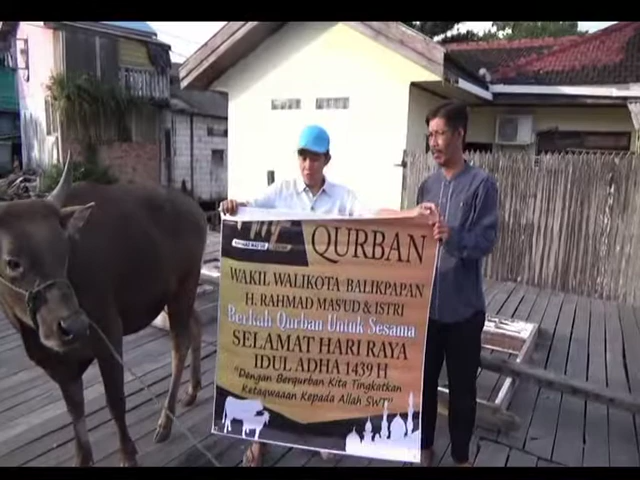 QURBAN
WAKIL WALIKOTA BALIKPAPAN
H. RAHMAD MAS'UD & ISTRI
Berkah Qurban Untuk Sesama
SELAMAT HARI RAYA
IDUL ADHA 1439 H
"Dengan Berqurban Kita Tingkatkan
Ketaqwaaan Kepada Allah SWT"